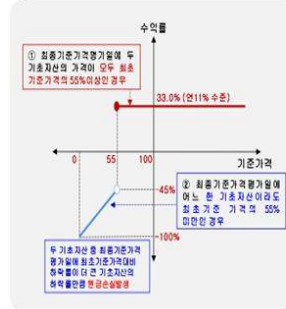 수익률
① 최종기준가격평가일에 두
기초자산의 가격이 모두 최초
기준가격의 55%이상인 경우
33.0% (연11% 수준)
0 55 100
기준가격
-45%
② 최종기준가격평가일에
어느 한 기초자산이라도
최초기준 가격의 55%
미만인 경우
-100%
두 기초자산 중 최종기준가격
평가일에 최초기준가격대비
하락률이 더 큰 기초자산의
하락률만큼 원금손실발생